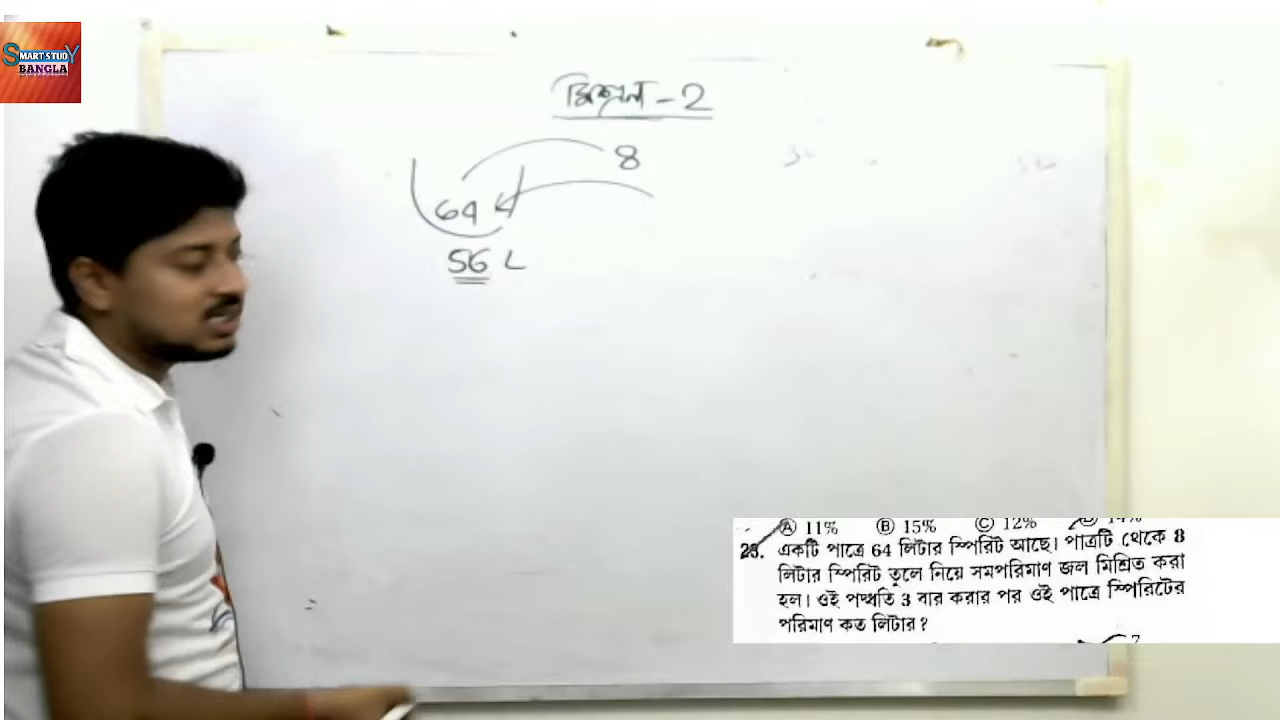 SMART STUDY
BANGLA
মিশ্রণ - 2
8
64 L
56 L
Ⓐ 11% Ⓑ 15% Ⓒ 12% Ⓓ 14%
25. একটি পাত্রে 64 লিটার স্পিরিট আছে। পাত্রটি থেকে 8
লিটার স্পিরিট তুলে নিয়ে সমপরিমাণ জল মিশ্রিত করা
হল। ওই পদ্ধতি 3 বার করার পর ওই পাত্রে স্পিরিটের
পরিমাণ কত লিটার?